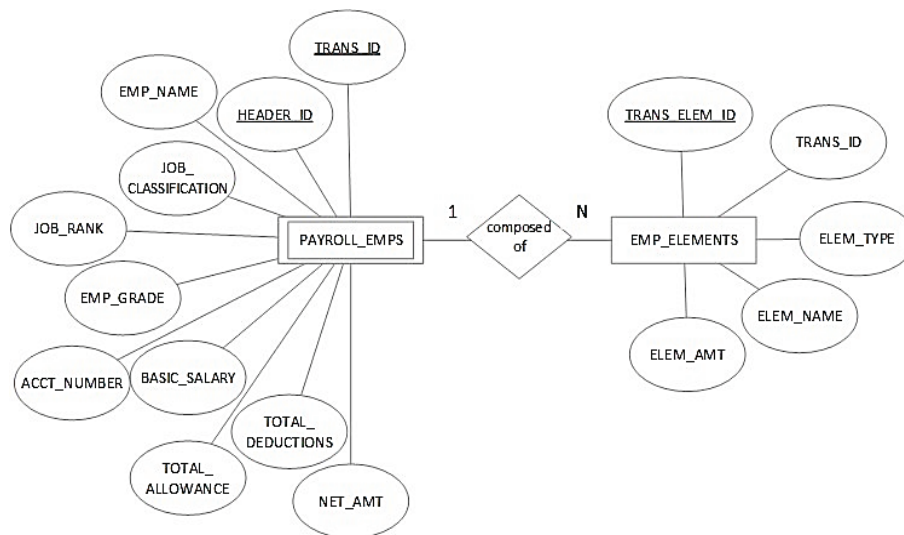 TRANS_ID
EMP_NAME
HEADER_ID
TRANS_ELEM_ID
TRANS_ID
JOB_
CLASSIFICATION
JOB_RANK
1
N
PAYROLL_EMPS
composed
of
EMP_ELEMENTS
ELEM_TYPE
EMP_GRADE
ELEM_NAME
ELEM_AMT
ACCT_NUMBER
BASIC_SALARY
TOTAL_
DEDUCTIONS
TOTAL_
ALLOWANCE
NET_AMT